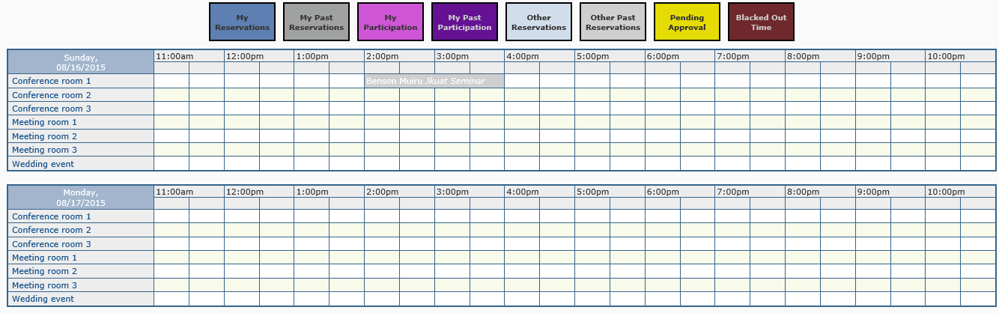 My My Past My My Past Other Other Past Pending Blacked Out
Reservations Reservations Participation Participation Reservations Reservations Approval Time
Sunday, 11:00am 12:00pm 1:00pm 2:00pm 3:00pm 4:00pm 5:00pm 6:00pm 7:00pm 8:00pm 9:00pm 10:00pm
08/16/2015
Conference room 1 Benson Muiru Jkuat Seminar
Conference room 2
Conference room 3
Meeting room 1
Meeting room 2
Meeting room 3
Wedding event
Monday, 11:00am 12:00pm 1:00pm 2:00pm 3:00pm 4:00pm 5:00pm 6:00pm 7:00pm 8:00pm 9:00pm 10:00pm
08/17/2015
Conference room 1
Conference room 2
Conference room 3
Meeting room 1
Meeting room 2
Meeting room 3
Wedding event